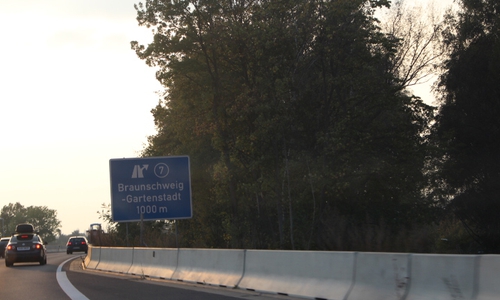 7
Braunschweig
-Gartenstadt
1000 m